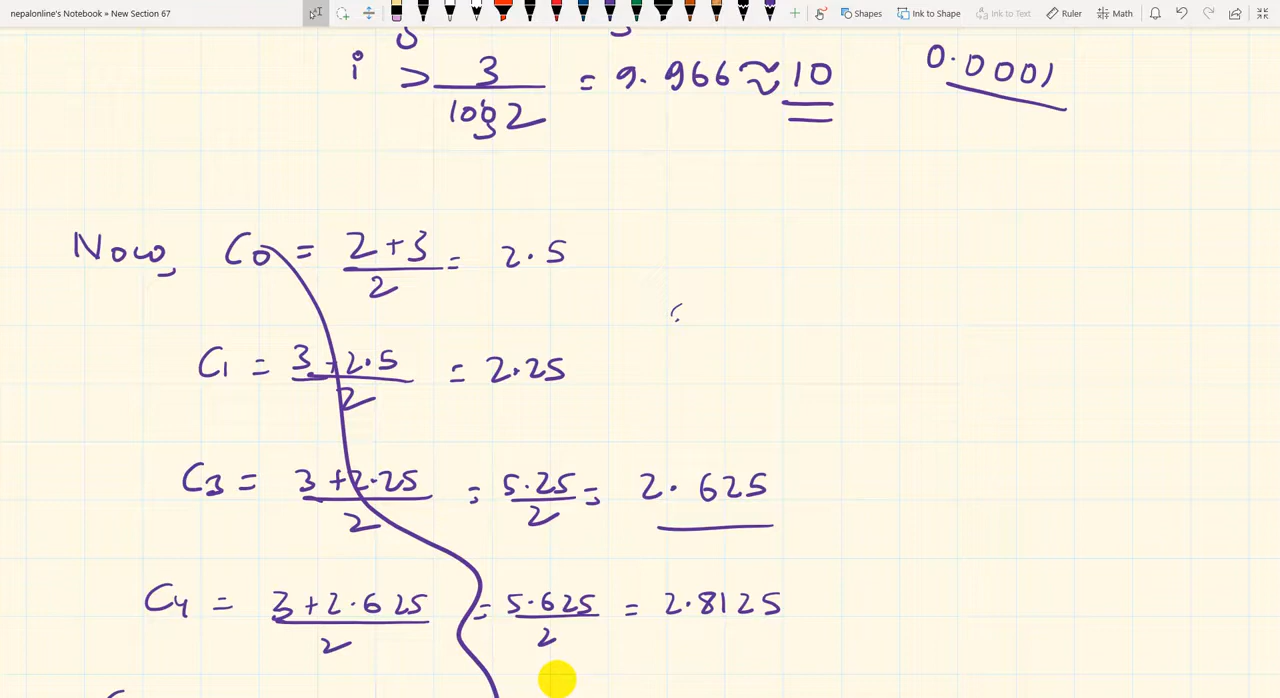 nepalonline's Notebook » New Section 67
Shapes Ink to Shape Ink to Text Ruler Math
i > 3 / log 2 = 9.966 ≈ 10
0.0001
Now, C0 = 2+3 / 2 = 2.5
C1 = 3+2.5 / 2 = 2.25
C3 = 3+2.25 / 2 = 5.25 / 2 = 2.625
C4 = 3+2.625 / 2 = 5.625 / 2 = 2.8125